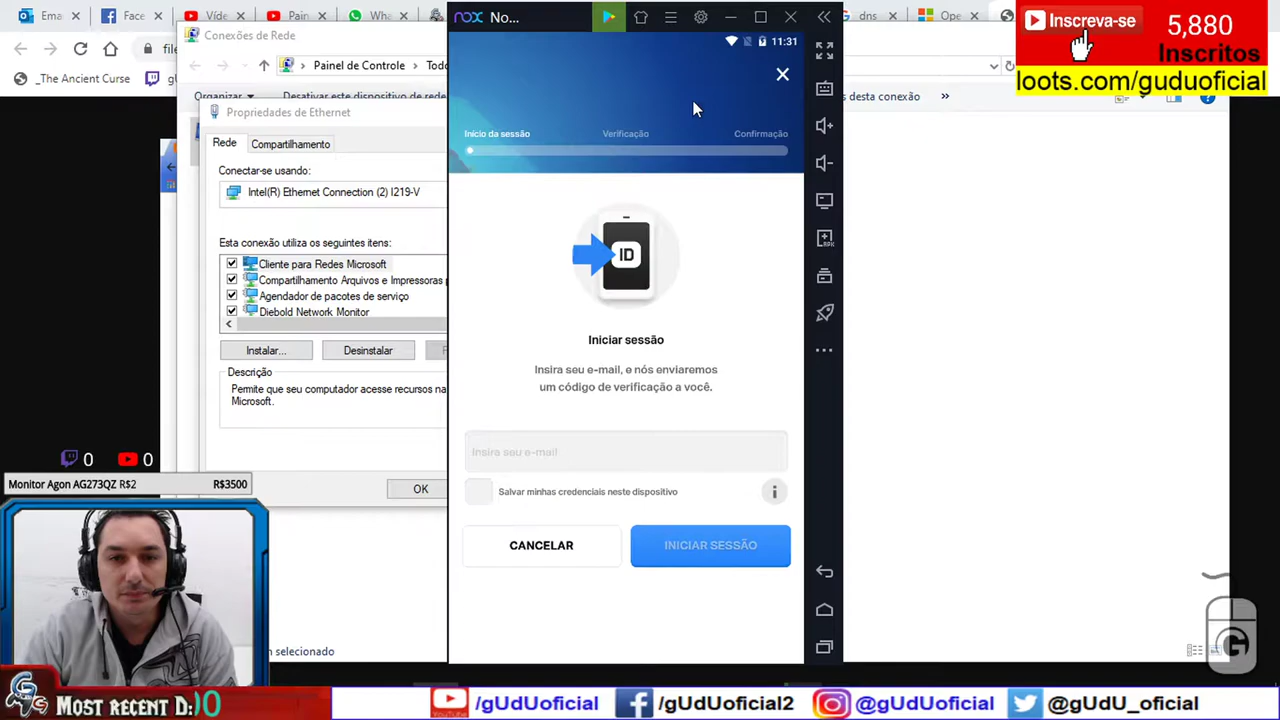 Ema
Face
Víde
Pain
Wha
dns
Ope
Inscreva-se
5,880
Inscritos
loots.com/guduoficial
nox
No...
Conexões de Rede
file
_The Ancient Curse
Painel de Controle
Todo
Organizar
Desativar este dispositivo de rede
desta conexão
»
Propriedades de Ethernet
Rede
Compartilhamento
Conectar-se usando:
Intel(R) Ethernet Connection (2) I219-V
Esta conexão utiliza os seguintes itens:
Cliente para Redes Microsoft
Compartilhamento Arquivos e Impressoras p
Agendador de pacotes de serviço
Diebold Network Monitor
Instalar...
Desinstalar
Descrição
Permite que seu computador acesse recursos na
Microsoft.
OK
11:31
Início da sessão
Verificação
Confirmação
ID
Iniciar sessão
Insira seu e-mail, e nós enviaremos
um código de verificação a você.
Insira seu e-mail
Salvar minhas credenciais neste dispositivo
i
CANCELAR
INICIAR SESSÃO
0
0
Monitor Agon AG273QZ R$2
R$3500
selecionado
Most recent D:
/gUdUoficial
/gUdUoficial2
@gUdUoficial
@gUdU_oficial